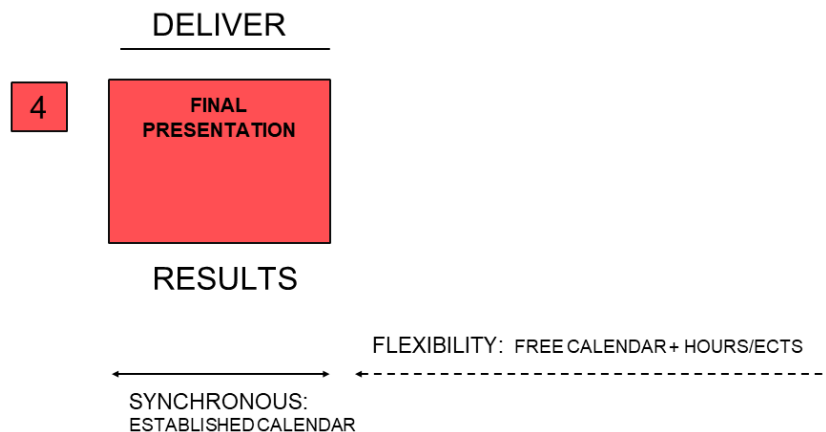 DELIVER
4
FINAL
PRESENTATION
RESULTS
FLEXIBILITY: FREE CALENDAR + HOURS/ECTS
SYNCHRONOUS:
ESTABLISHED CALENDAR